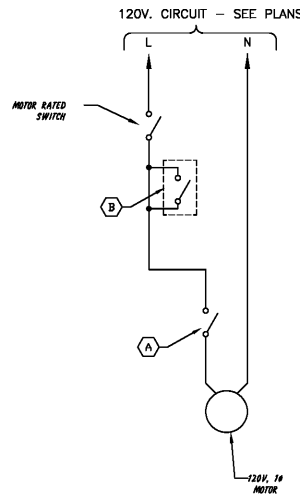 120V. CIRCUIT – SEE PLANS
L N
MOTOR RATED
SWITCH
B
A
120V, 1ø
MOTOR